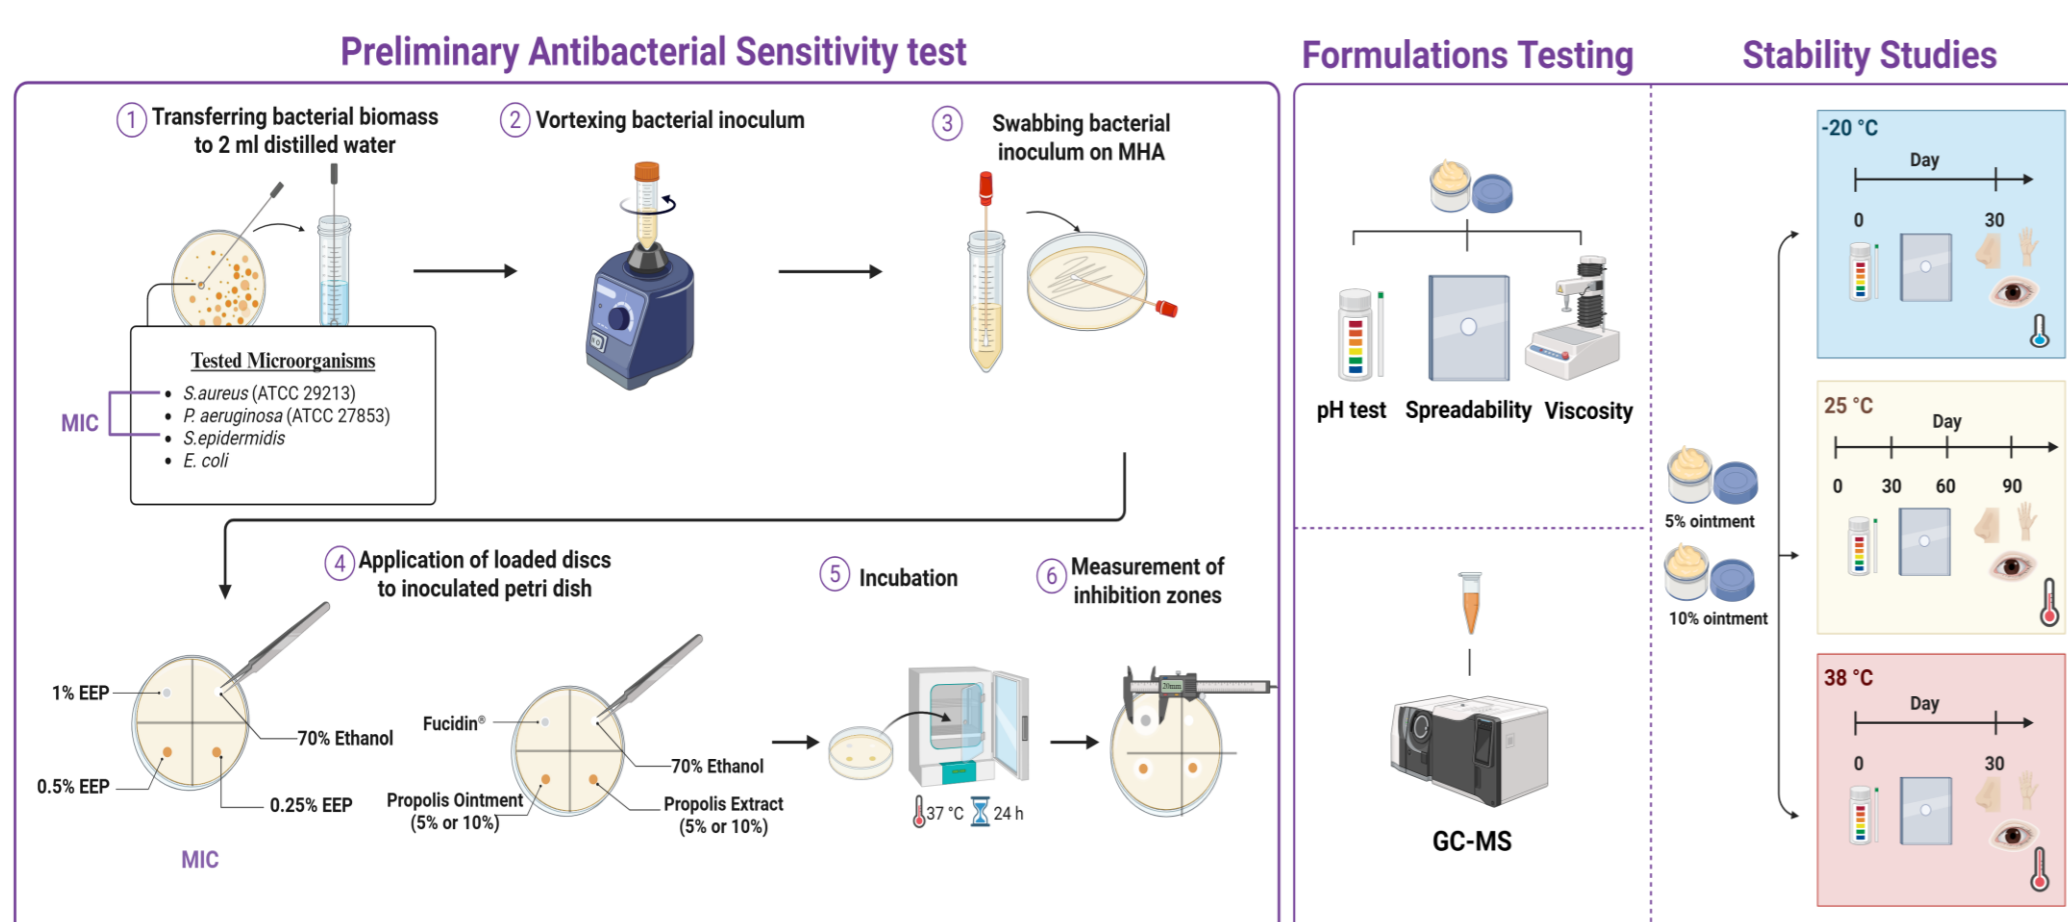 Preliminary Antibacterial Sensitivity test
1 Transferring bacterial biomass
to 2 ml distilled water
2 Vortexing bacterial inoculum
3 Swabbing bacterial
inoculum on MHA
Tested Microorganisms
• S.aureus (ATCC 29213)
• P. aeruginosa (ATCC 27853)
• S.epidermidis
• E. coli
MIC
4 Application of loaded discs
to inoculated petri dish
1% EEP
70% Ethanol
0.5% EEP
0.25% EEP
MIC
Fucidin®
70% Ethanol
Propolis Ointment
(5% or 10%)
Propolis Extract
(5% or 10%)
5 Incubation
37 °C
24 h
6 Measurement of
inhibition zones
Formulations Testing
pH test
Spreadability
Viscosity
GC-MS
Stability Studies
5% ointment
10% ointment
-20 °C
Day
0 30
25 °C
Day
0 30 60 90
38 °C
Day
0 30